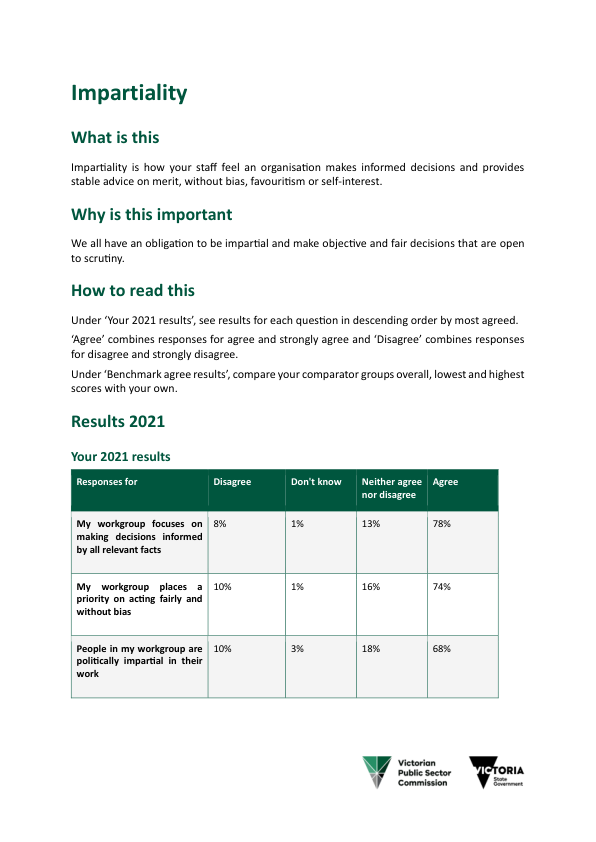 Impartiality
What is this
Impartiality is how your staff feel an organisation makes informed decisions and provides
stable advice on merit, without bias, favouritism or self-interest.
Why is this important
We all have an obligation to be impartial and make objective and fair decisions that are open
to scrutiny.
How to read this
Under ‘Your 2021 results’, see results for each question in descending order by most agreed.
‘Agree’ combines responses for agree and strongly agree and ‘Disagree’ combines responses
for disagree and strongly disagree.
Under ‘Benchmark agree results’, compare your comparator groups overall, lowest and highest
scores with your own.
Results 2021
Your 2021 results
Responses for Disagree Don't know Neither agree Agree
nor disagree
My workgroup focuses on 8% 1% 13% 78%
making decisions informed
by all relevant facts
My workgroup places a 10% 1% 16% 74%
priority on acting fairly and
without bias
People in my workgroup are 10% 3% 18% 68%
politically impartial in their
work
Victorian
Public Sector
Commission
VICTORIA
State
Government